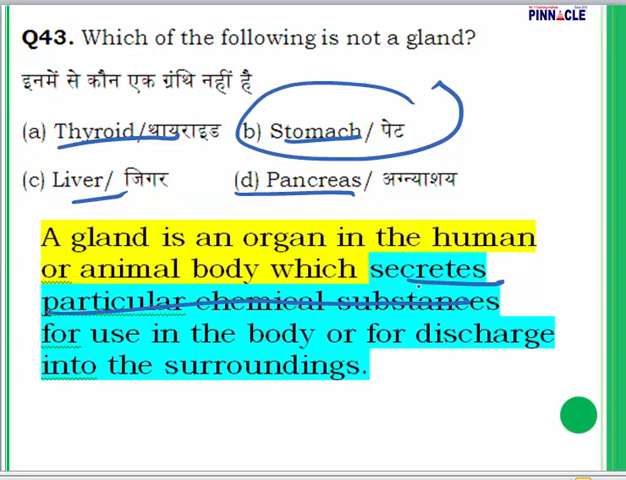 PINNACLE
Q43. Which of the following is not a gland?
इनमें से कौन एक ग्रंथि नहीं है
(a) Thyroid/थायराइड (b) Stomach/ पेट
(c) Liver/ जिगर (d) Pancreas/ अग्न्याशय
A gland is an organ in the human
or animal body which secretes
particular chemical substances
for use in the body or for discharge
into the surroundings.